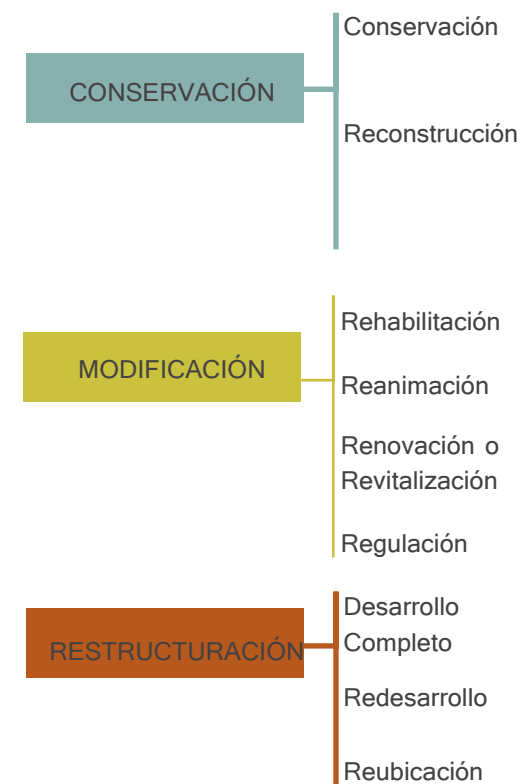 Conservación
CONSERVACIÓN
Reconstrucción
Rehabilitación
MODIFICACIÓN
Reanimación
Renovación o
Revitalización
Regulación
Desarrollo
Completo
RESTRUCTURACIÓN
Redesarrollo
Reubicación